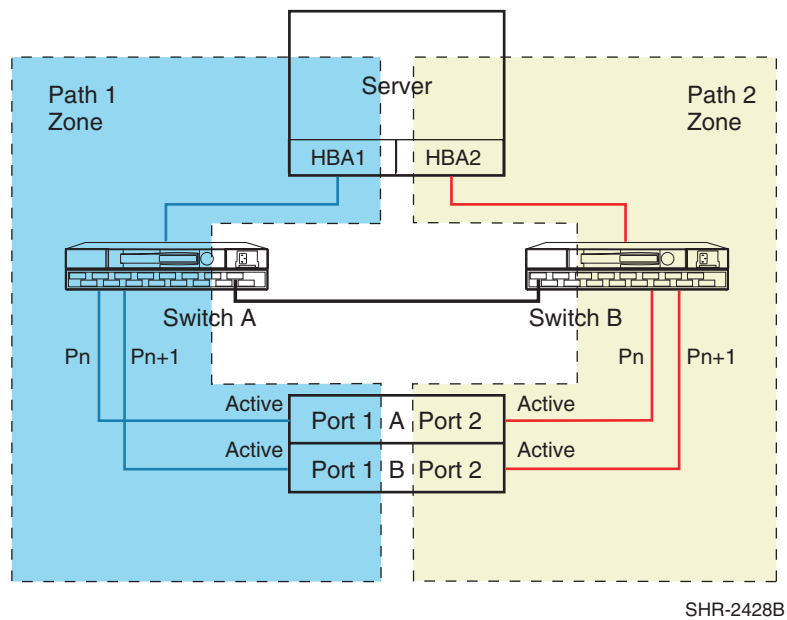 Server
Path 1
Zone
Path 2
Zone
HBA1
HBA2
Switch A
Switch B
Pn
Pn+1
Pn
Pn+1
Active
Port 1
A
Port 2
Active
Active
Port 1
B
Port 2
Active
SHR-2428B